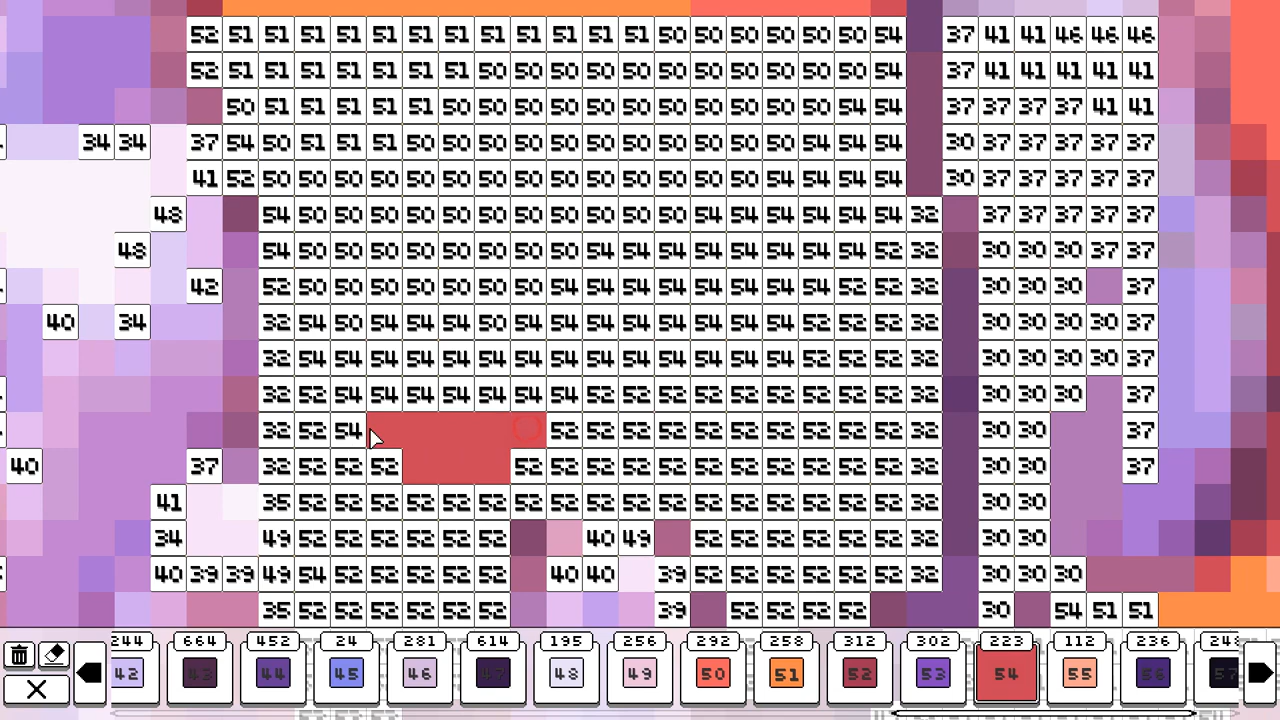 52 51 51 51 51 51 51 51 51 51 51 51 51 50 50 50 50 50 50 54 37 41 41 46 46 46
52 51 51 51 51 51 51 51 50 50 50 50 50 50 50 50 50 50 50 54 37 41 41 41 41 41
50 51 51 51 51 51 50 50 50 50 50 50 50 50 50 50 50 54 54 37 37 37 37 41 41
34 34 37 54 50 51 51 51 50 50 50 50 50 50 50 50 50 50 54 54 54 30 37 37 37 37 37
41 52 50 50 50 50 50 50 50 50 50 50 50 50 50 50 54 54 54 54 30 37 37 37 37 37
48 54 50 50 50 50 50 50 50 50 50 50 50 54 54 54 54 54 54 32 37 37 37 37 37
48 54 50 50 50 50 50 50 50 50 54 54 54 54 54 54 54 54 52 32 30 30 30 37 37
42 52 50 50 50 50 50 50 50 54 54 54 54 54 54 54 54 52 52 32 30 30 30 37
40 34 32 54 50 54 54 54 50 54 54 54 54 54 54 54 54 52 52 52 32 30 30 30 30 37
32 54 54 54 54 54 54 54 54 54 54 54 54 54 54 52 52 52 32 30 30 30 30 37
32 52 54 54 54 54 54 54 54 52 52 52 52 52 52 52 52 52 32 30 30 30 37
32 52 54 52 52 52 52 52 52 52 52 52 52 32 30 30 37
40 37 32 52 52 52 52 52 52 52 52 52 52 52 52 52 52 32 30 30 37
41 35 52 52 52 52 52 52 52 52 52 52 52 52 52 52 52 52 52 32 30 30
34 49 52 52 52 52 52 52 40 49 52 52 52 52 52 52 32 30 30
40 39 39 49 54 52 52 52 52 52 40 40 39 52 52 52 52 52 52 32 30 30 30
35 52 52 52 52 52 52 39 52 52 52 52 30 54 51 51
244 664 452 24 281 614 195 256 292 258 312 302 223 112 236
42 43 44 45 46 47 48 49 50 51 52 53 54 55 56 57